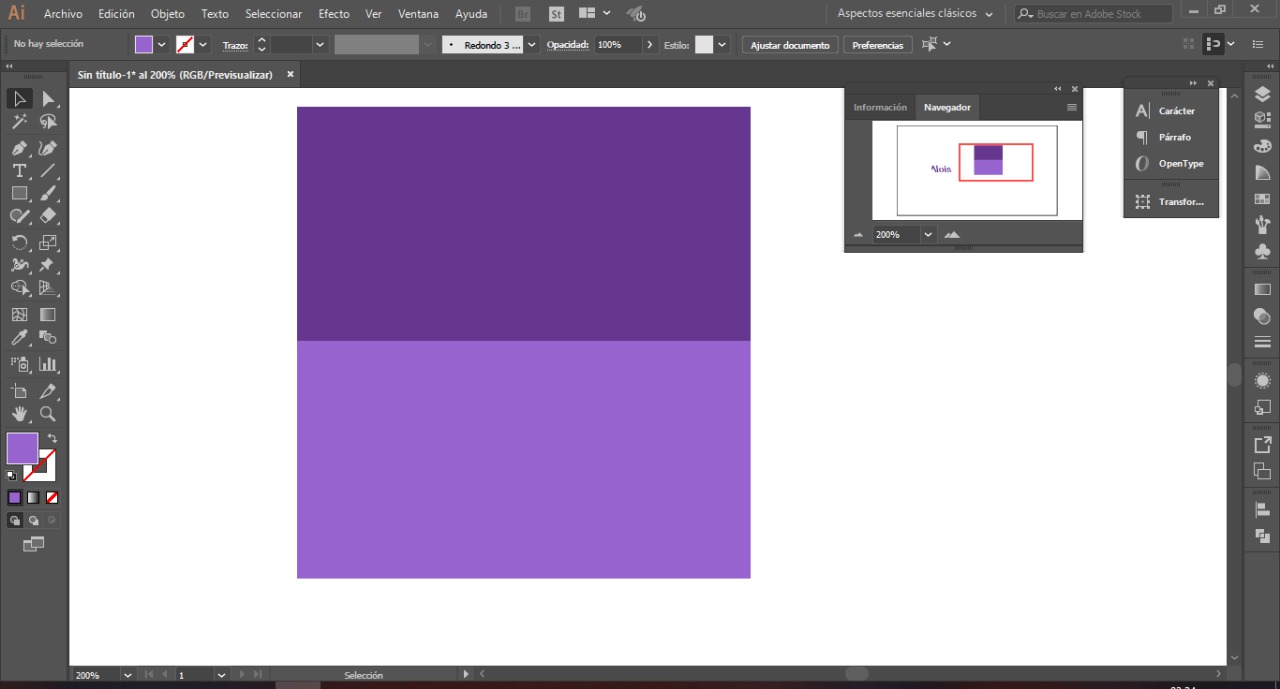 Ai Archivo Edición Objeto Texto Seleccionar Efecto Ver Ventana Ayuda Br St Aspectos esenciales clásicos Buscar en Adobe Stock
No hay selección Trazo: Redondo 3 ... Opacidad: 100% Estilo: Ajustar documento Preferencias
Sin título-1* al 200% (RGB/Previsualizar)
Información Navegador
200%
Carácter
Párrafo
OpenType
Transfor...
200% 1 Selección